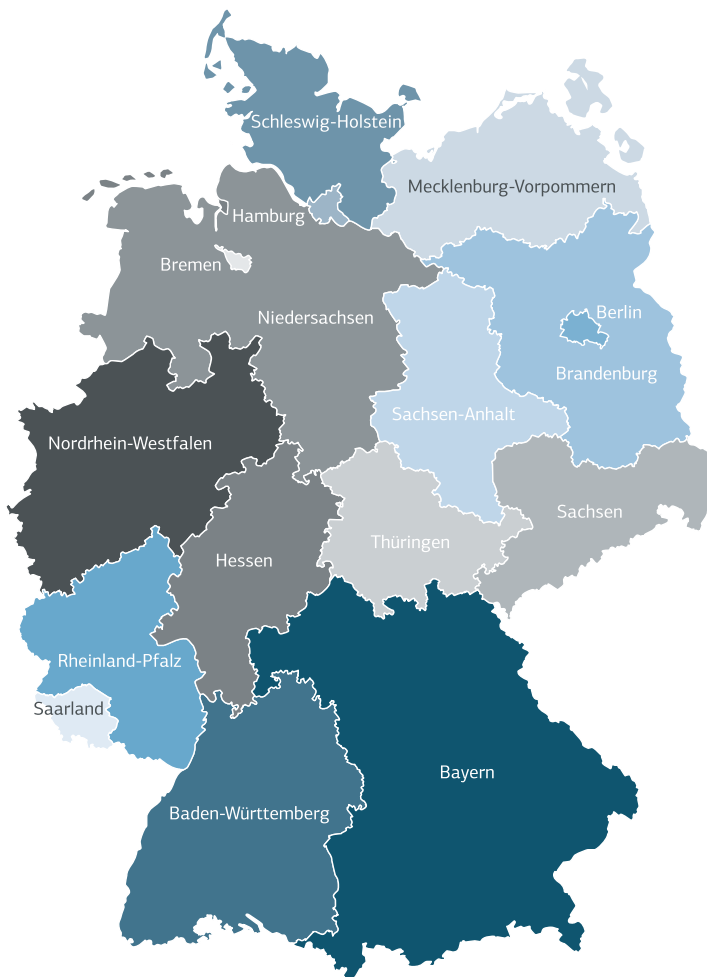 Schleswig-Holstein
Mecklenburg-Vorpommern
Hamburg
Bremen
Niedersachsen
Berlin
Brandenburg
Sachsen-Anhalt
Nordrhein-Westfalen
Sachsen
Thüringen
Hessen
Rheinland-Pfalz
Saarland
Bayern
Baden-Württemberg